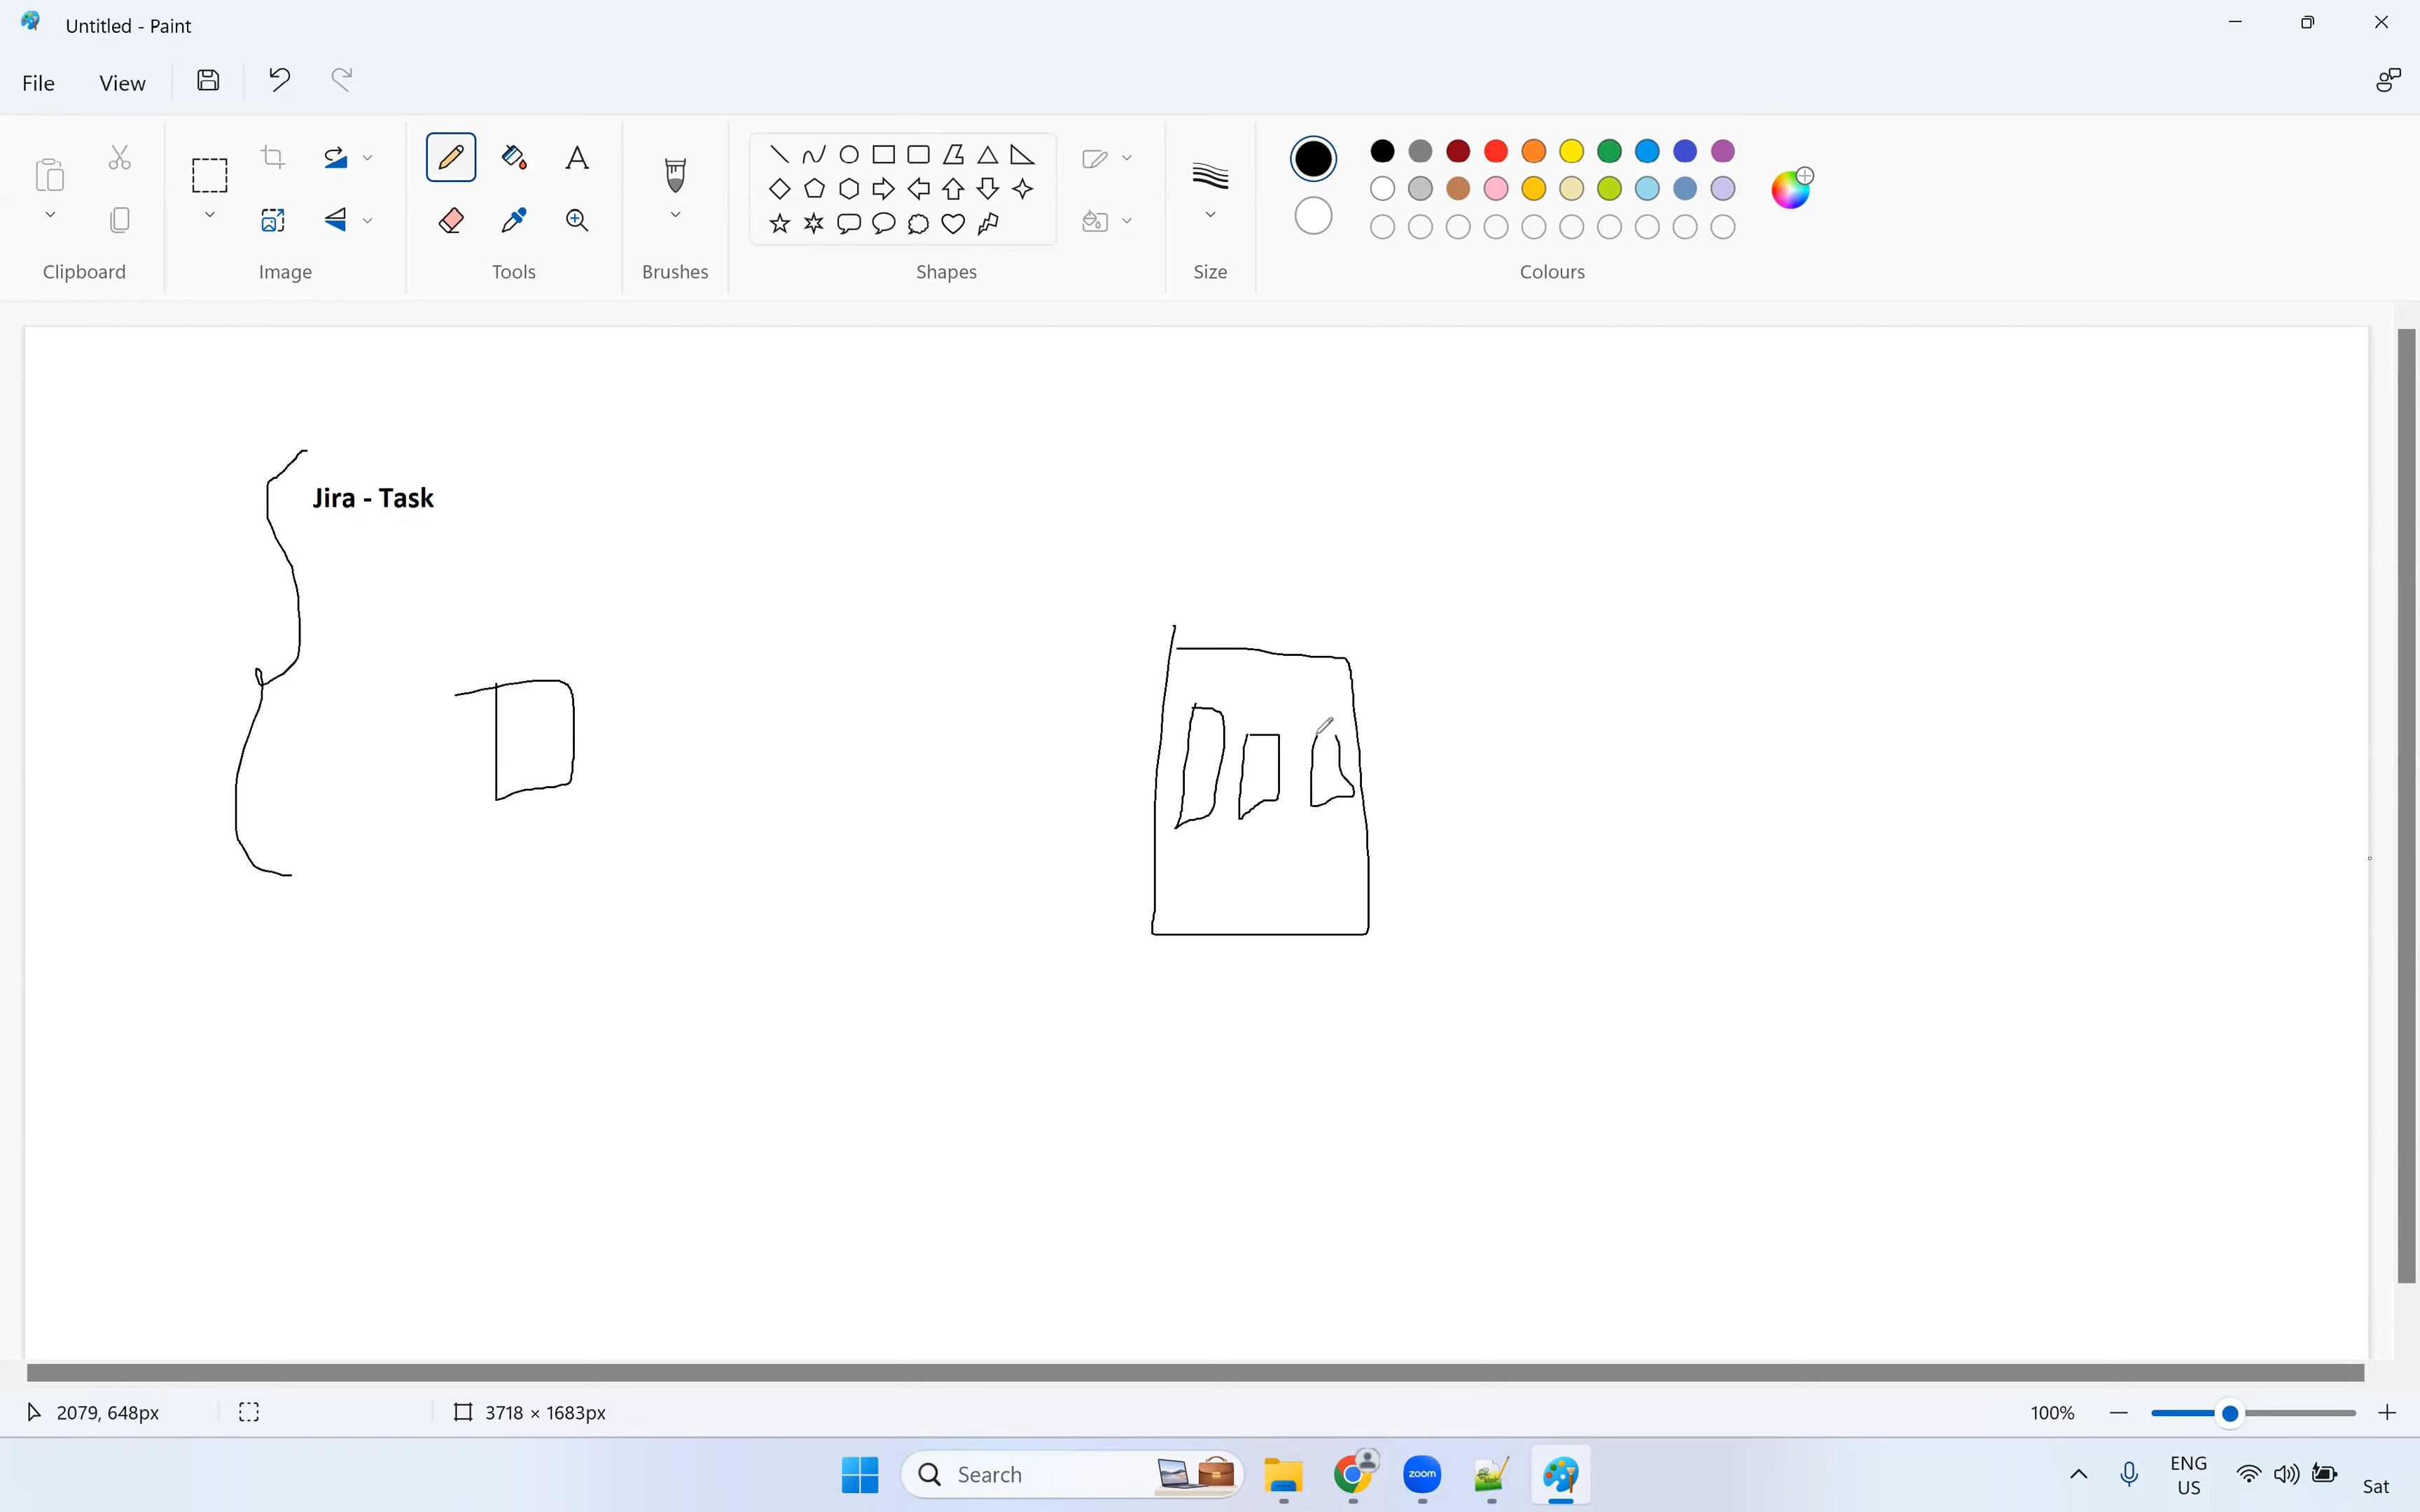 Untitled - Paint
File
View
Clipboard
Image
Tools
Brushes
Shapes
Size
Colours
Jira - Task
2079, 648px
3718 × 1683px
100%
Search
zoom
ENG
US
Sat